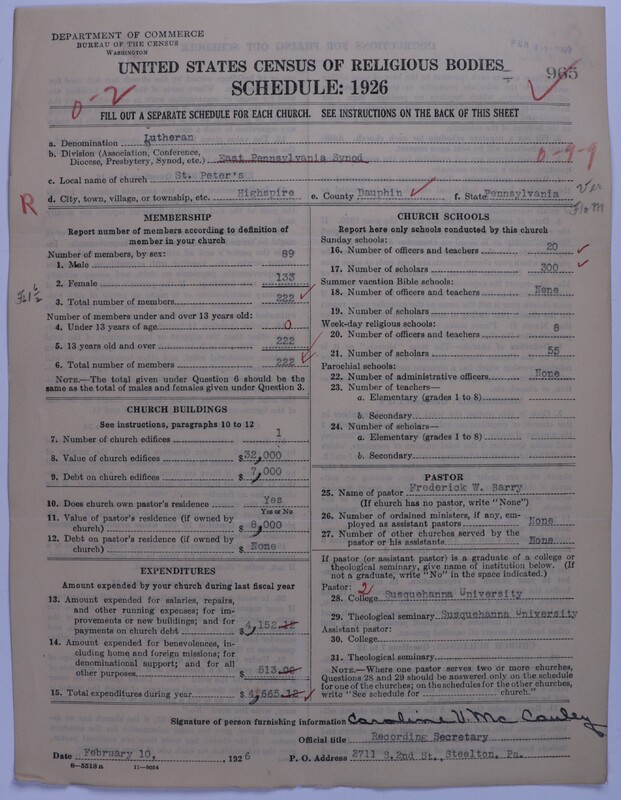 DEPARTMENT OF COMMERCE
BUREAU OF THE CENSUS
WASHINGTON
UNITED STATES CENSUS OF RELIGIOUS BODIES
SCHEDULE: 1926
965
0-2
FILL OUT A SEPARATE SCHEDULE FOR EACH CHURCH. SEE INSTRUCTIONS ON THE BACK OF THIS SHEET
a. Denomination Lutheran
b. Division (Association, Conference, Diocese, Presbytery, Synod, etc.) East Pennsylvania Synod
0-9-9
c. Local name of church St. Peter's
R
d. City, town, village, or township, etc. Highspire e. County Dauphin f. State Pennsylvania
MEMBERSHIP
Report number of members according to definition of
member in your church
Number of members, by sex:
1. Male 89
2. Female 133
3. Total number of members 222
Number of members under and over 13 years old:
4. Under 13 years of age 0
5. 13 years old and over 222
6. Total number of members 222
NOTE.—The total given under Question 6 should be the
same as the total of males and females given under Question 3.
CHURCH BUILDINGS
See instructions, paragraphs 10 to 12
7. Number of church edifices 1
8. Value of church edifices $32,000
9. Debt on church edifices $7,000
10. Does church own pastor's residence Yes
Yes or No
11. Value of pastor's residence (if owned by
church) $8,000
12. Debt on pastor's residence (if owned by
church) $ None
EXPENDITURES
Amount expended by your church during last fiscal year
13. Amount expended for salaries, repairs,
and other running expenses; for im-
provements or new buildings; and for
payments on church debt $4,152.12
14. Amount expended for benevolences, in-
cluding home and foreign missions; for
denominational support; and for all
other purposes $513.00
15. Total expenditures during year $4,665.12
CHURCH SCHOOLS
Report here only schools conducted by this church
Sunday schools:
16. Number of officers and teachers 20
17. Number of scholars 300
Summer vacation Bible schools:
18. Number of officers and teachers None
19. Number of scholars
Week-day religious schools:
20. Number of officers and teachers 8
21. Number of scholars 55
Parochial schools:
22. Number of administrative officers None
23. Number of teachers—
a. Elementary (grades 1 to 8)
b. Secondary
24. Number of scholars—
a. Elementary (grades 1 to 8)
b. Secondary
PASTOR
25. Name of pastor Frederick W. Barry
(If church has no pastor, write "None")
26. Number of ordained ministers, if any, em-
ployed as assistant pastors None
27. Number of other churches served by the
pastor or his assistants None
If pastor (or assistant pastor) is a graduate of a college or
theological seminary, give name of institution below. (If
not a graduate, write "No" in the space indicated.)
Pastor: 2
28. College Susquehanna University
29. Theological seminary Susquehanna University
Assistant pastor:
30. College
31. Theological seminary
NOTE.—Where one pastor serves two or more churches,
Questions 28 and 29 should be answered only on the schedule
for one of the churches; on the schedules for the other churches,
write "See schedule for church."
Signature of person furnishing information Caroline V. Mc Cauley
Official title Recording Secretary
Date February 10, 1926 P. O. Address 2711 S. 2nd St., Steelton, Pa.
8-5518a 11-9034